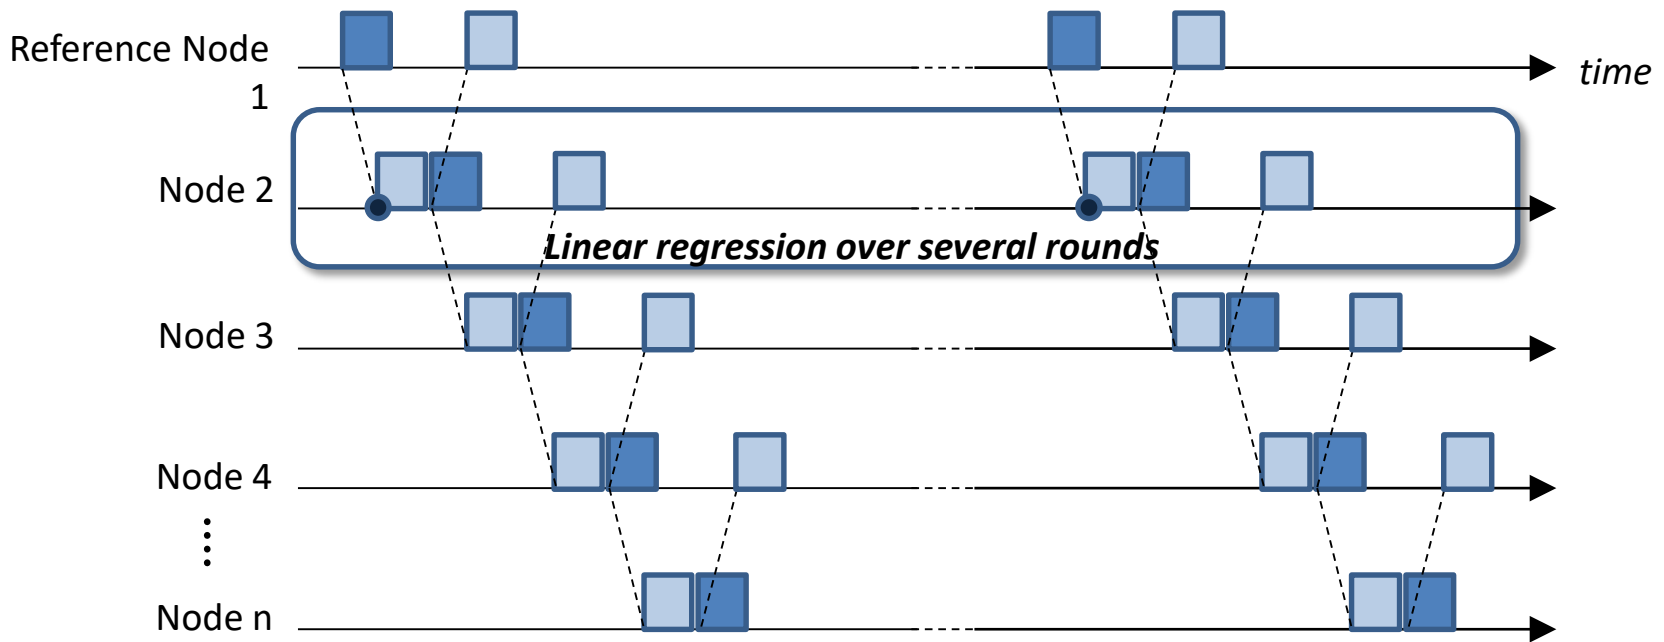 Reference Node
1
time
Node 2
Linear regression over several rounds
Node 3
Node 4
Node n